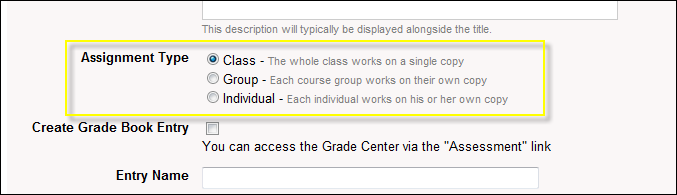 This description will typically be displayed alongside the title.
Assignment Type
Class - The whole class works on a single copy
Group - Each course group works on their own copy
Individual - Each individual works on his or her own copy
Create Grade Book Entry
You can access the Grade Center via the "Assessment" link
Entry Name